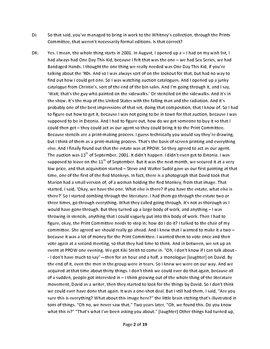 DI: So that said, you've managed to bring in work to the Whitney's collection, through the Prints
Committee, that weren't necessarily formal editions. Is that correct?
DK: Yes. I mean, the whole thing starts in 2001. In August, I opened up a – I had on my wish list, I
had always had One Day This Kid, because I felt that was the one – we had Sex Series, we had
Bandaged Hands. I thought the one thing we really needed was One Day This Kid, if you're
talking about the '80s. And so I was always sort of on the lookout for that, but had no way to
find out how I could get one. So I was watching auction catalogues. And I opened up a junky
catalogue from Christie's, sort of the end of the bin sales. And I'm going through it, and I say,
'Wait, that's the guy who painted on the sidewalks.' Or stenciled on the sidewalks. And it's in
the show. It's the map of the United States with the falling man and the radiation. And it's
probably one of the best impressions of that set, doing that composition, that I know of. So I had
to figure out how to get it, because I was not going to be in town for that auction, because I was
supposed to be in Estonia. And I had to figure out, how do we get someone to buy it so that I
could then get – they could act as our agent so they could bring it to the Print Committee.
Because stencils are a print-making process. I guess technically you would say they're drawing,
but I think of them as a print-making process. That's the basis of screen printing and everything
else. And I finally found out that the estate was at PPOW. So they agreed to act as our agent.
The auction was 11th of September, 2001. It didn't happen. I didn't even get to Estonia. I was
supposed to leave on the 11th of September. But it was the next month, we secured it at a very
low price, and that acquisition started – Steve and Deter Sudol gave us our first painting at that
time, one of the first of the Red Monkey. In fact, there is a photograph that David took that
Marion had a small version of, of a woman holding the Red Monkey, from that image. That
started, I said, 'Okay, we have the one. What else is there? If you have the estate, what else is
there?' So I started combing through the literature. I had them go through the estate two or
three times, go through everything. What they called going through, it's not as thorough as I
would have gone through. But they turned up a large body of work, and anything – I was
throwing in stencils, anything that I could vaguely put into this body of work. Then I had to
figure, okay, the Print Committee needs to stop it; how do I do it? I talked to the chair of my
committee. She agreed we should really go ahead. And I knew that I wanted to make it a two –
because it was a lot of money for the Print Committee. I wanted them to vote once and then
vote again at a second meeting, so that they had time to think. And in between, we set up an
event at PPOW one evening. We got Kiki Smith to come in. "Oh, I don't know if I can talk about -
- I don't have much to say" —then for an hour and a half, a monologue [laughter] on David. By
the end of it, even the men in the group were in tears. So I knew we were on our way. And we
acquired at that time about thirty things. I don't think we could ever do that again, because all
of a sudden, people got interested in – I think growing out of the whole thing of the literature
movement, David as a writer, then they started to look for the things by David. So I don't think
we could ever have done that again. It was a one-shot deal. But I still had them, I said, "Are you
sure this is everything? What about this image here?" the little brain etching that's illustrated in
tons of things. "Oh no, we never saw that." Two years later, "Oh, we found this. Do you know
what this is?" "That's what I've been asking you about." [laughter] Other things turned up,
Page 2 of 19